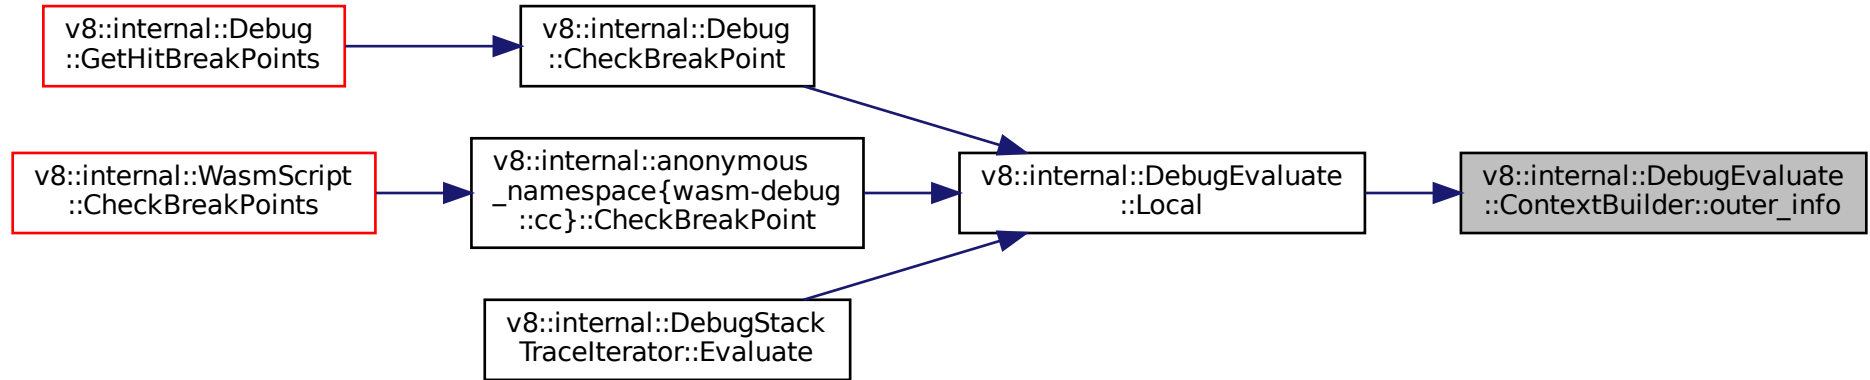 v8::internal::Debug
::GetHitBreakPoints
v8::internal::Debug
::CheckBreakPoint
v8::internal::WasmScript
::CheckBreakPoints
v8::internal::anonymous
_namespace{wasm-debug
::cc}::CheckBreakPoint
v8::internal::DebugEvaluate
::Local
v8::internal::DebugEvaluate
::ContextBuilder::outer_info
v8::internal::DebugStack
TraceIterator::Evaluate